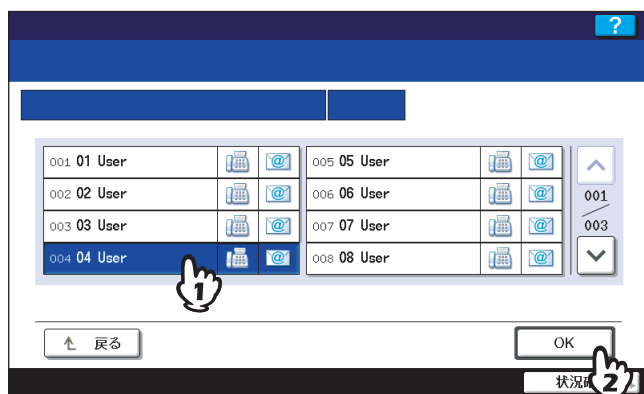 ?
001 01 User
002 02 User
003 03 User
004 04 User
005 05 User
006 06 User
007 07 User
008 08 User
001
003
1
戻る
OK
2
状況